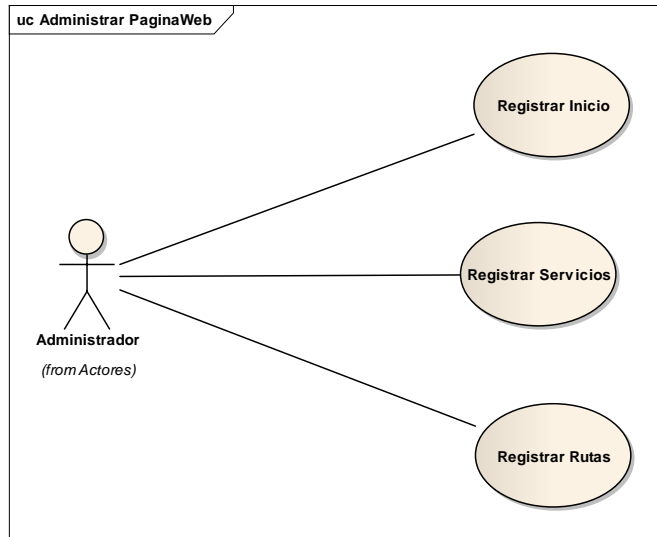 uc Administrar PaginaWeb
Registrar Inicio
Registrar Servicios
Administrador
(from Actores)
Registrar Rutas